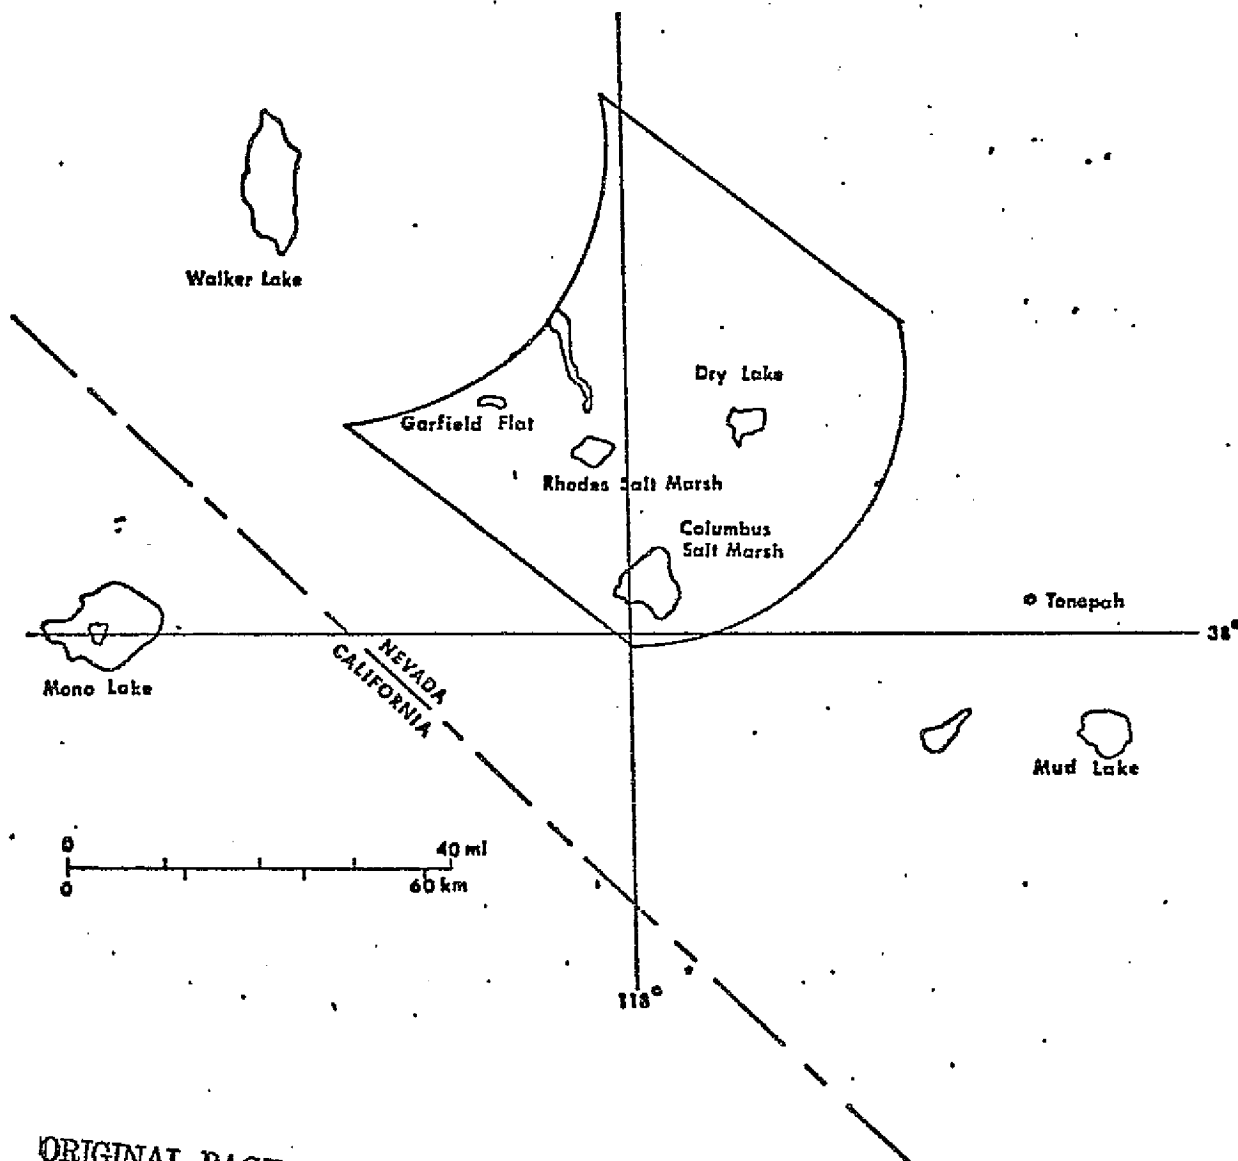 Walker Lake
Dry Lake
Garfield Flat
Rhodes Salt Marsh
Columbus
Salt Marsh
Tonopah
38°
Mono Lake
NEVADA
CALIFORNIA
Mud Lake
0
40 mi
0
60 km
118°
ORIGINAL PAGE